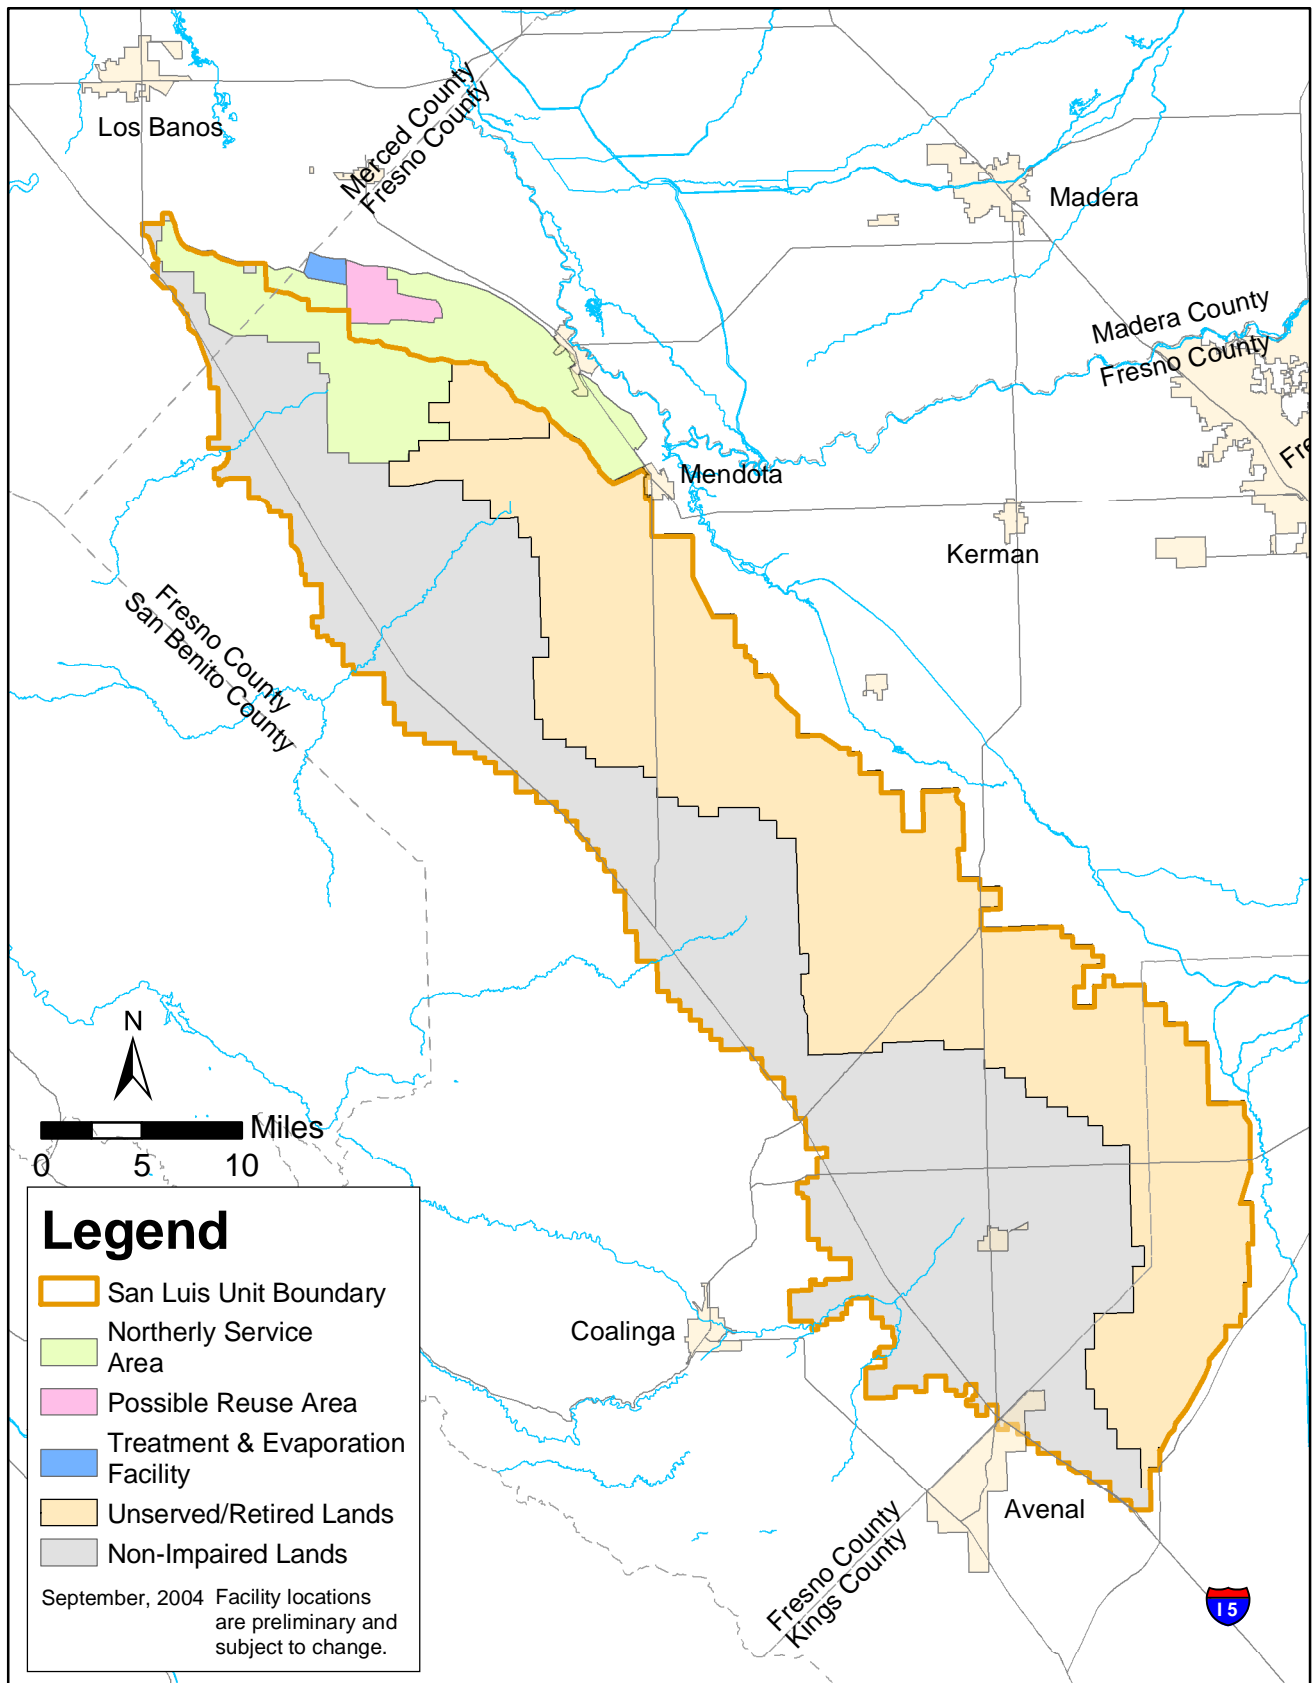 Los Banos
Merced County
Fresno County
Madera
Madera County
Fresno County
Fre
Mendota
Kerman
Fresno County
San Benito County
N
Miles
0 5 10
Legend
San Luis Unit Boundary
Northerly Service
Area
Possible Reuse Area
Treatment & Evaporation
Facility
Unserved/Retired Lands
Non-Impaired Lands
September, 2004 Facility locations
are preliminary and
subject to change.
Coalinga
Avenal
Fresno County
Kings County
I 5